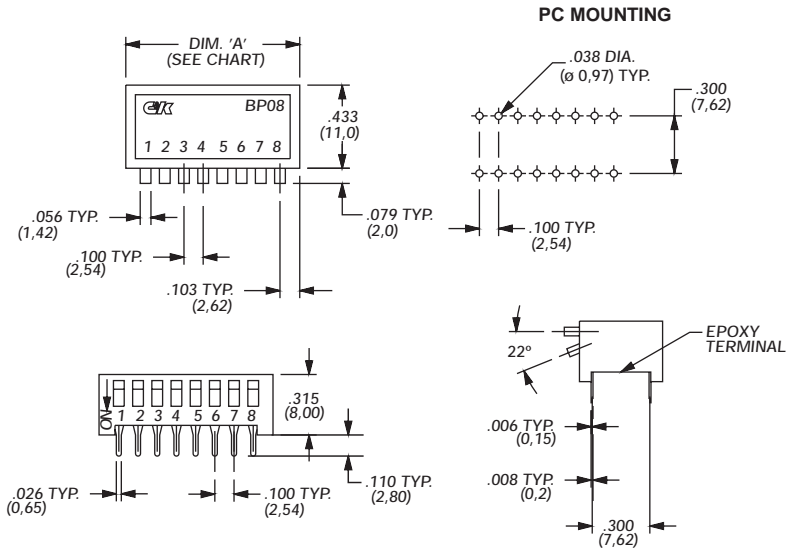 PC MOUNTING
DIM. 'A'
(SEE CHART)
C&K
BP08
1 2 3 4 5 6 7 8
.433
(11,0)
.056 TYP.
(1,42)
.079 TYP.
(2,0)
.100 TYP.
(2,54)
.103 TYP.
(2,62)
.038 DIA.
(ø 0,97) TYP.
.300
(7,62)
.100 TYP.
(2,54)
ON
1 2 3 4 5 6 7 8
.315
(8,00)
.026 TYP.
(0,65)
.100 TYP.
(2,54)
.110 TYP.
(2,80)
22º
EPOXY
TERMINAL
.006 TYP.
(0,15)
.008 TYP.
(0,2)
.300
(7,62)